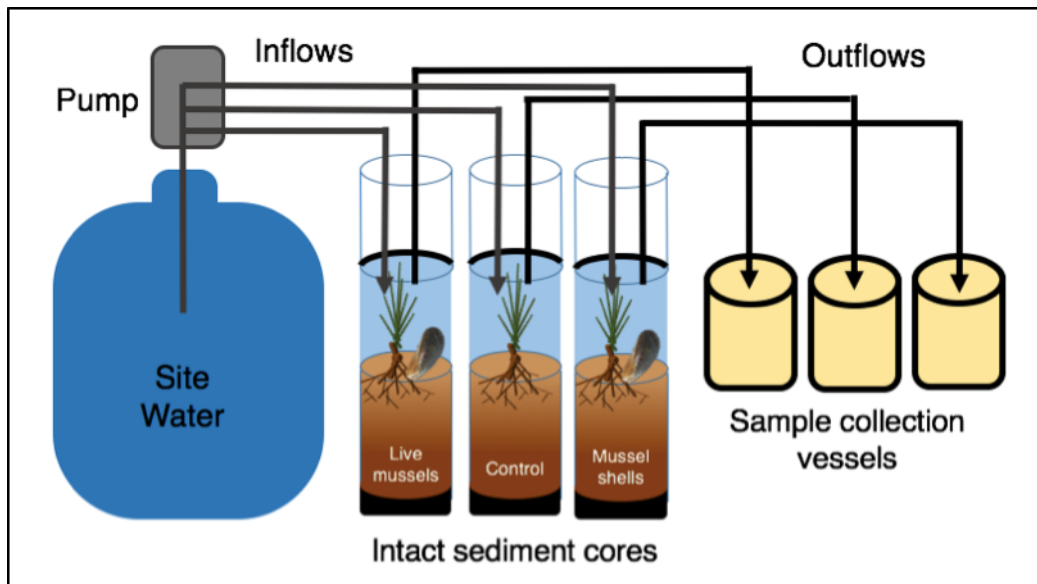 Inflows
Outflows
Pump
Site
Water
Live
mussels
Control
Mussel
shells
Sample collection
vessels
Intact sediment cores